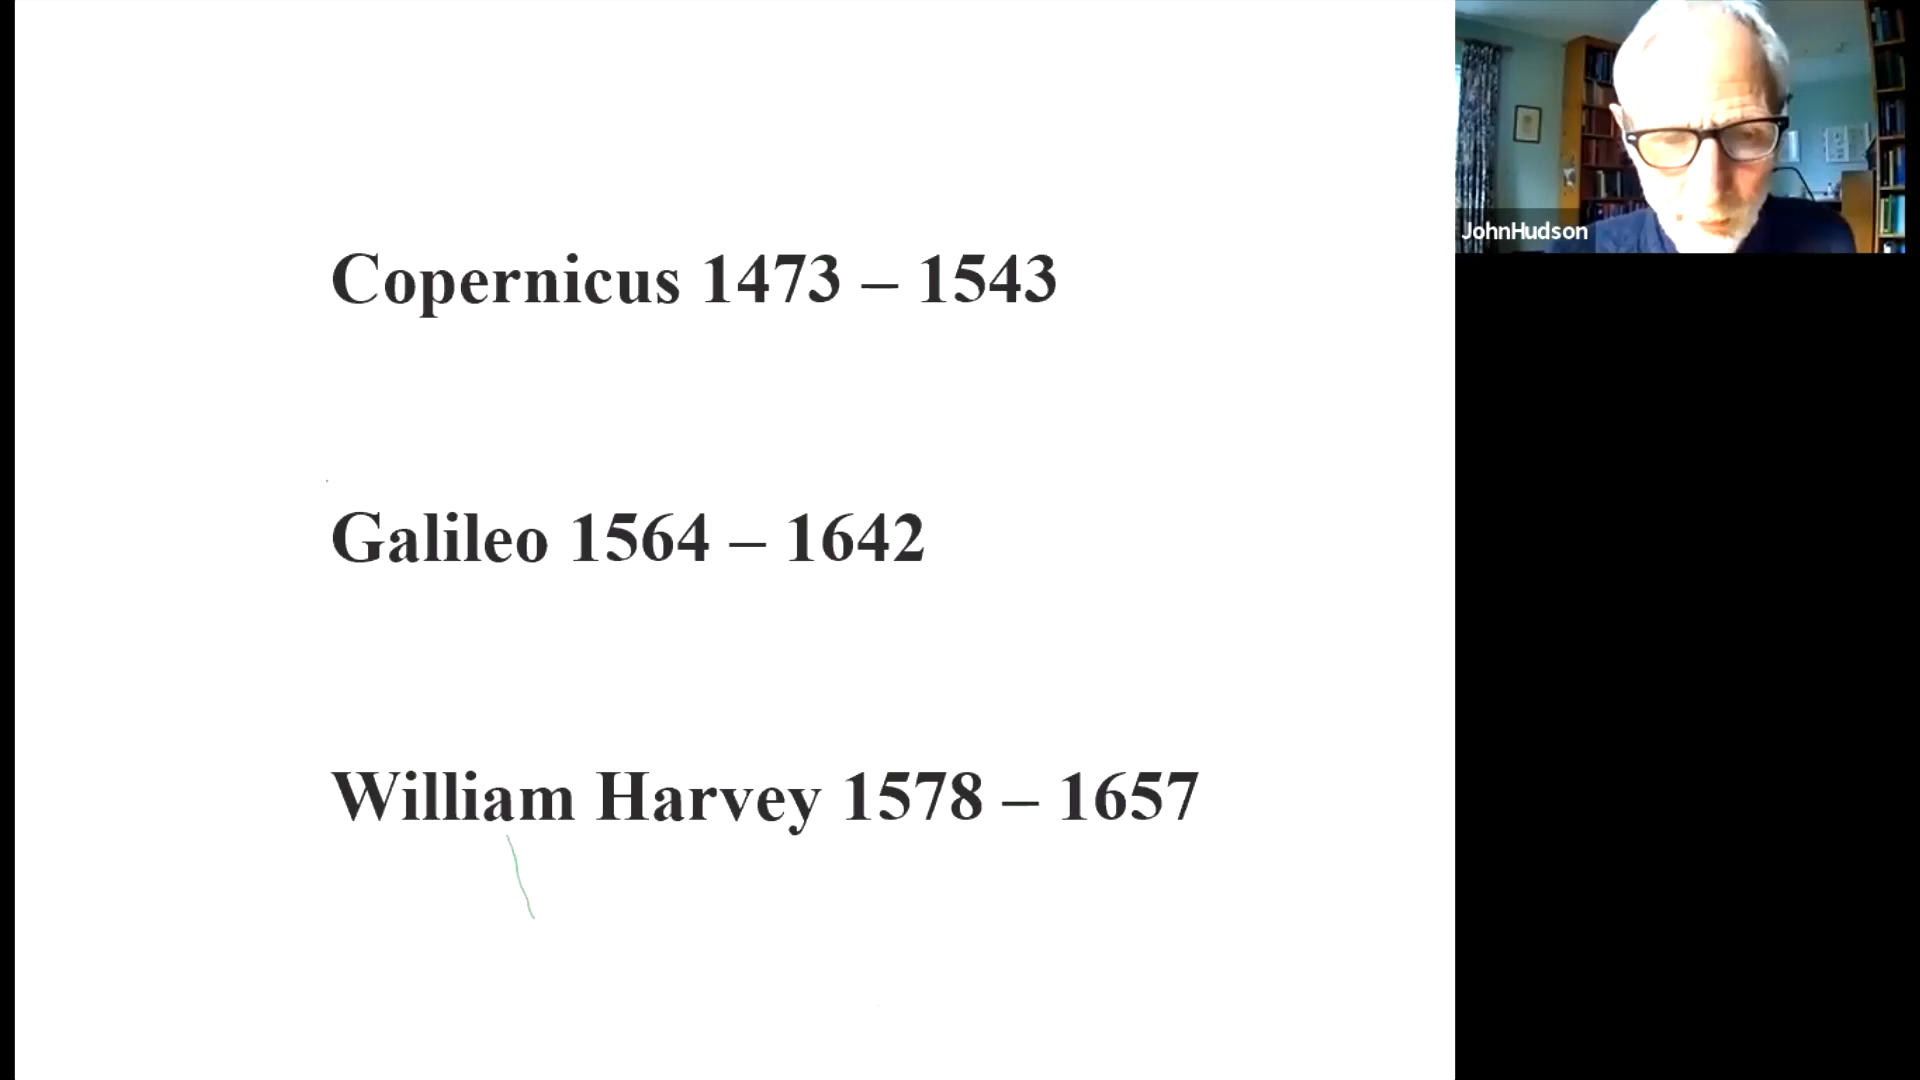 Copernicus 1473 – 1543
Galileo 1564 – 1642
William Harvey 1578 – 1657
JohnHudson